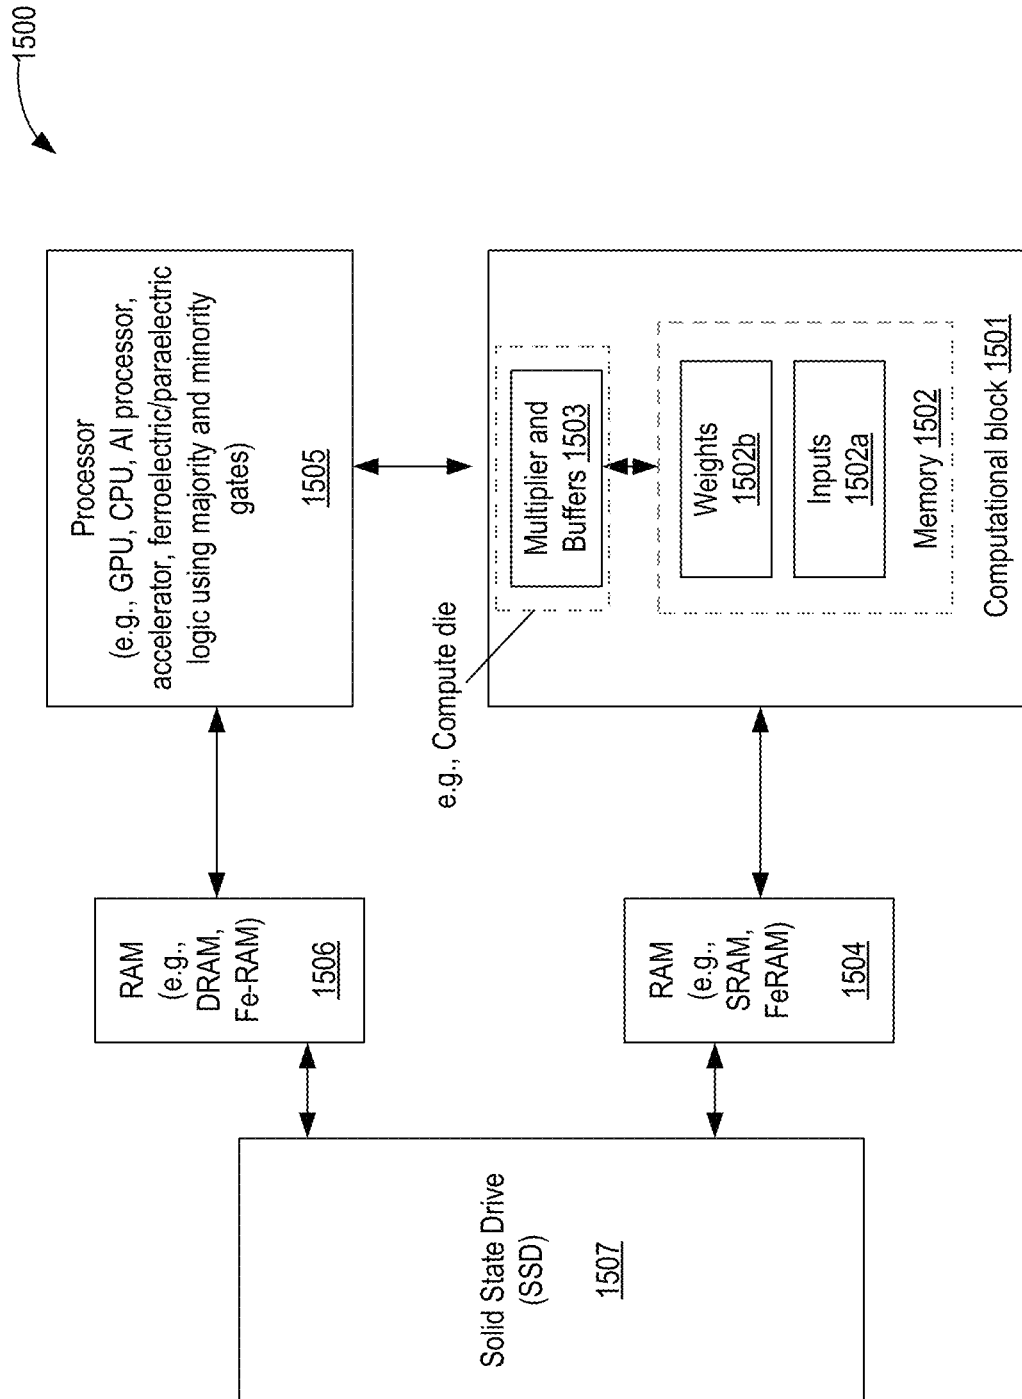 1500
Processor
(e.g., GPU, CPU, AI processor,
accelerator, ferroelectric/paraelectric
logic using majority and minority
gates)
1505
RAM
(e.g.,
DRAM,
Fe-RAM)
1506
Solid State Drive
(SSD)
1507
RAM
(e.g.,
SRAM,
FeRAM)
1504
e.g., Compute die
Multiplier and
Buffers 1503
Weights
1502b
Inputs
1502a
Memory 1502
Computational block 1501